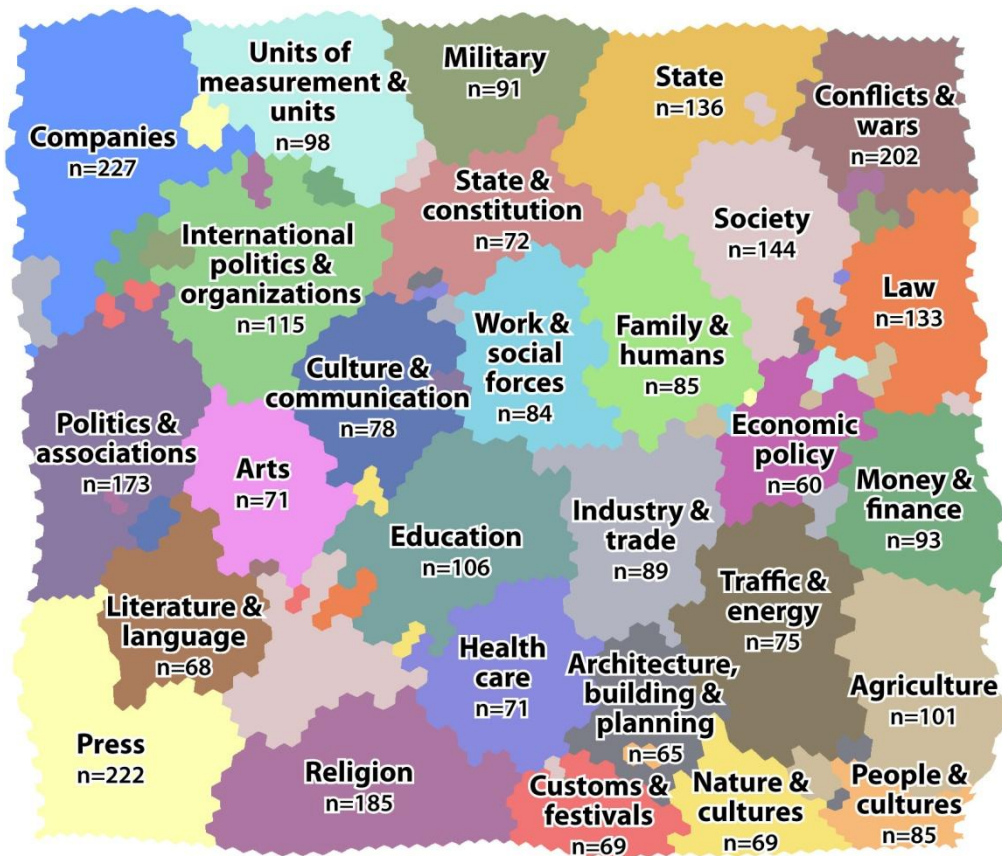 Units of
measurement &
units
n=98
Military
n=91
State
n=136
Conflicts &
wars
n=202
Companies
n=227
State &
constitution
n=72
Society
n=144
International
politics &
organizations
n=115
Law
n=133
Work &
social
forces
n=84
Family &
humans
n=85
Culture &
communication
n=78
Politics &
associations
n=173
Arts
n=71
Economic
policy
n=60
Money &
finance
n=93
Education
n=106
Industry &
trade
n=89
Traffic &
energy
n=75
Literature &
language
n=68
Health
care
n=71
Architecture,
building &
planning
n=65
Agriculture
n=101
Press
n=222
Religion
n=185
Customs &
festivals
n=69
Nature &
cultures
n=69
People &
cultures
n=85